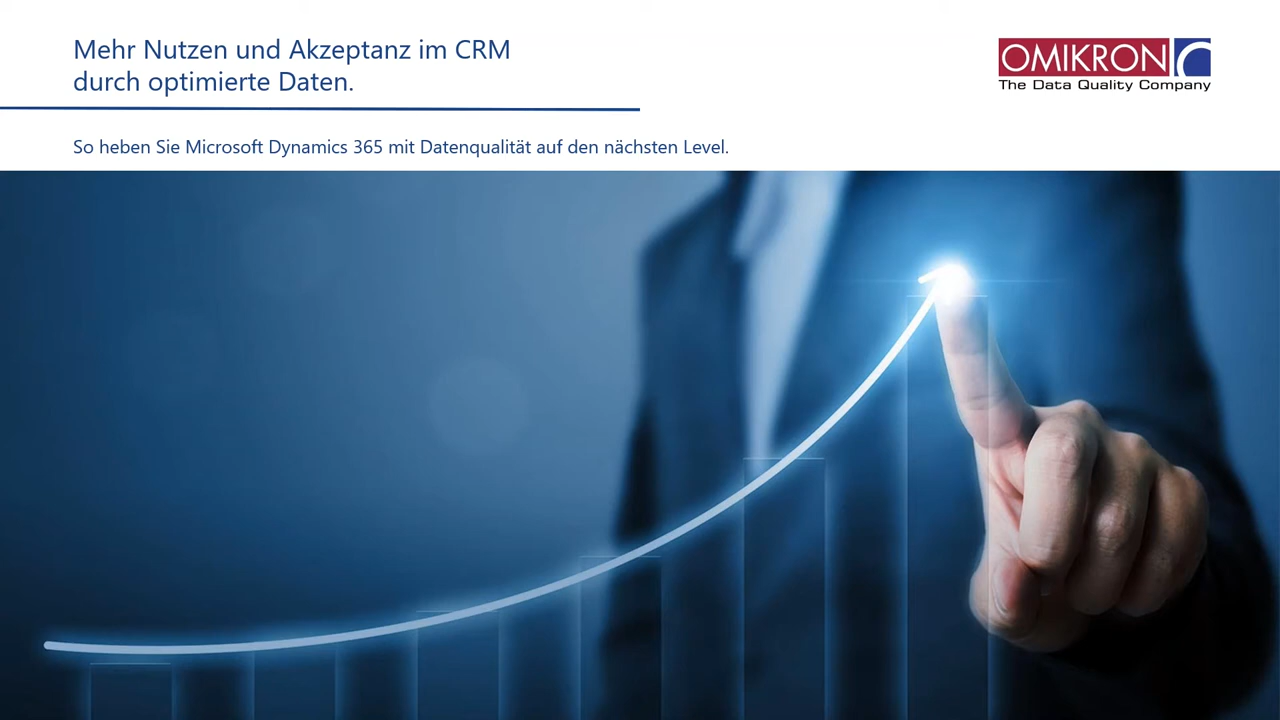 Mehr Nutzen und Akzeptanz im CRM
durch optimierte Daten.
OMIKRON
The Data Quality Company
So heben Sie Microsoft Dynamics 365 mit Datenqualität auf den nächsten Level.